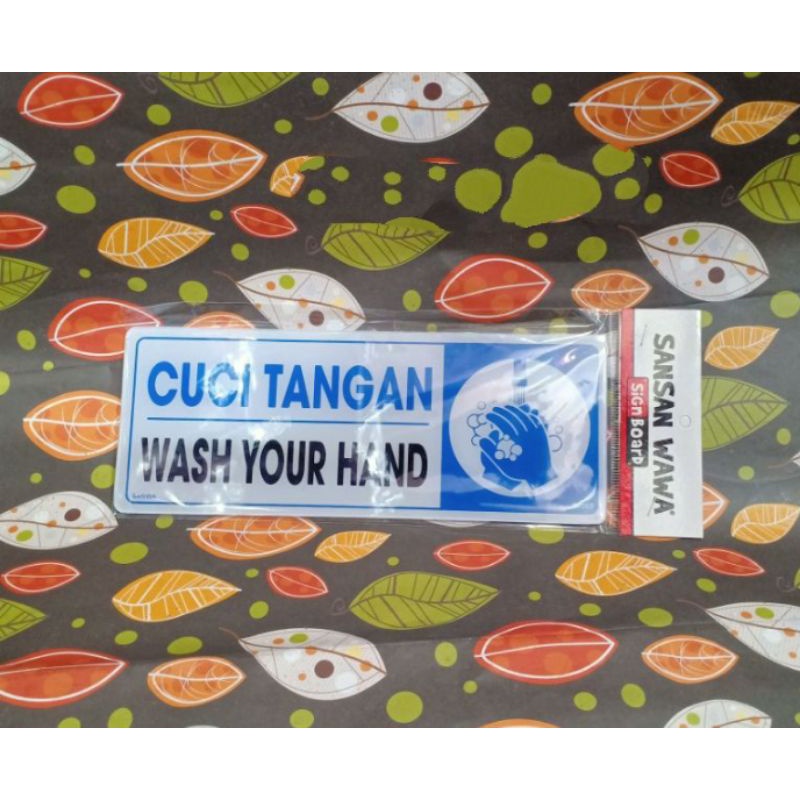 CUCI TANGAN
WASH YOUR HAND
SANSAN WAWA
SiGn BoarD